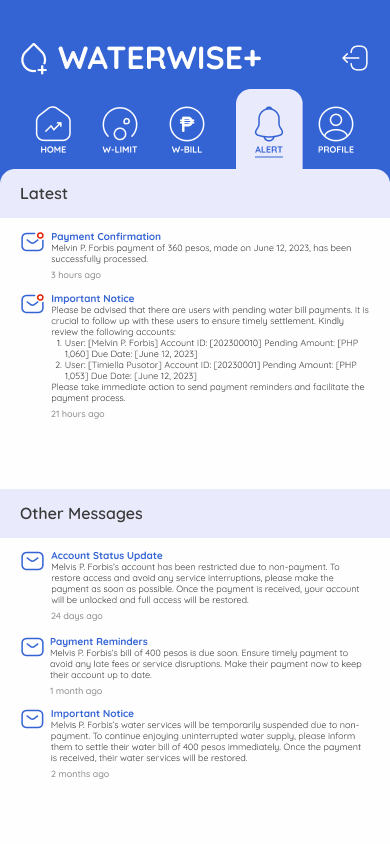 WATERWISE+
HOME W-LIMIT W-BILL ALERT PROFILE
Latest
Payment Confirmation
Melvin P. Forbis payment of 360 pesos, made on June 12, 2023, has been
successfully processed.
3 hours ago
Important Notice
Please be advised that there are users with pending water bill payments. It is
crucial to follow up with these users to ensure timely settlement. Kindly
review the following accounts:
1. User: [Melvin P. Forbis] Account ID: [202300010] Pending Amount: [PHP
1,060] Due Date: [June 12, 2023]
2. User: [Timiella Pusotor] Account ID: [20230001] Pending Amount: [PHP
1,053] Due Date: [June 12, 2023]
Please take immediate action to send payment reminders and facilitate the
payment process.
21 hours ago
Other Messages
Account Status Update
Melvis P. Forbis's account has been restricted due to non-payment. To
restore access and avoid any service interruptions, please make the
payment as soon as possible. Once the payment is received, your account
will be unlocked and full access will be restored.
24 days ago
Payment Reminders
Melvis P. Forbis's bill of 400 pesos is due soon. Ensure timely payment to
avoid any late fees or service disruptions. Make their payment now to keep
their account up to date.
1 month ago
Important Notice
Melvis P. Forbis's water services will be temporarily suspended due to non-
payment. To continue enjoying uninterrupted water supply, please inform
them to settle their water bill of 400 pesos immediately. Once the payment
is received, their water services will be restored.
2 months ago